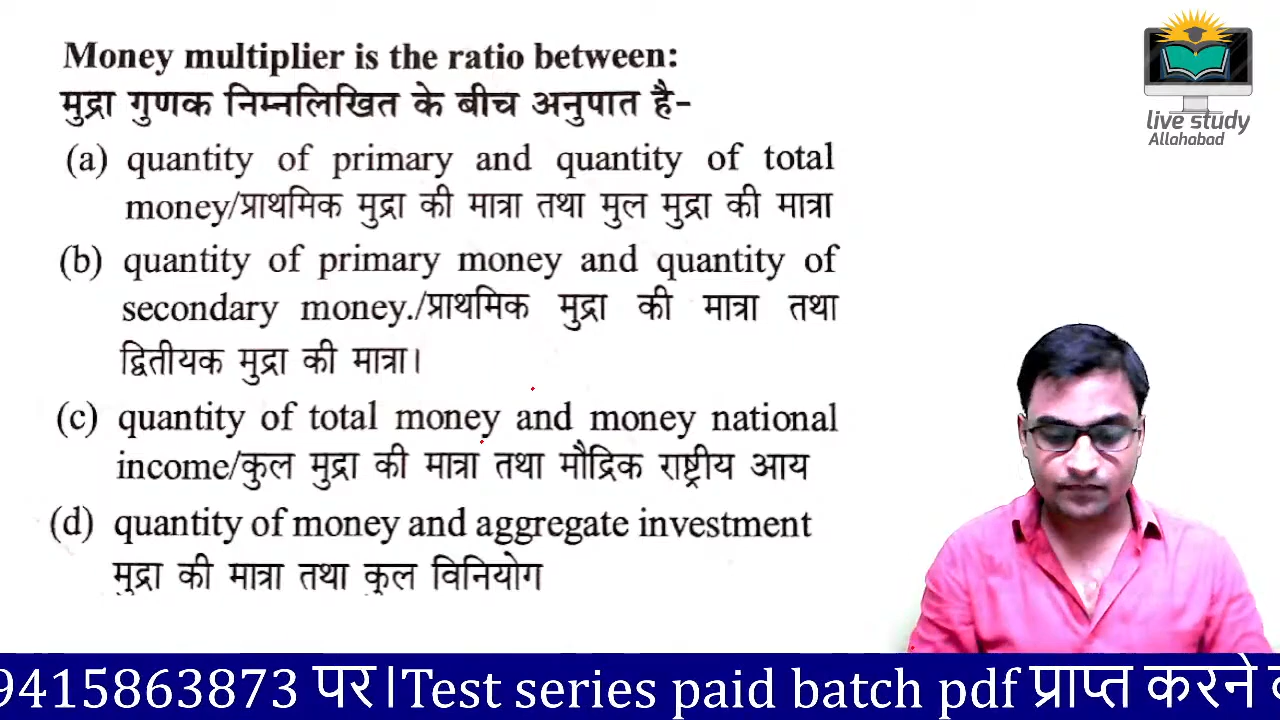 Money multiplier is the ratio between:
मुद्रा गुणक निम्नलिखित के बीच अनुपात है-
(a) quantity of primary and quantity of total
money/प्राथमिक मुद्रा की मात्रा तथा मुल मुद्रा की मात्रा
(b) quantity of primary money and quantity of
secondary money./प्राथमिक मुद्रा की मात्रा तथा
द्वितीयक मुद्रा की मात्रा।
(c) quantity of total money and money national
income/कुल मुद्रा की मात्रा तथा मौद्रिक राष्ट्रीय आय
(d) quantity of money and aggregate investment
मुद्रा की मात्रा तथा कुल विनियोग
live study
Allahabad
9415863873 पर।Test series paid batch pdf प्राप्त करने